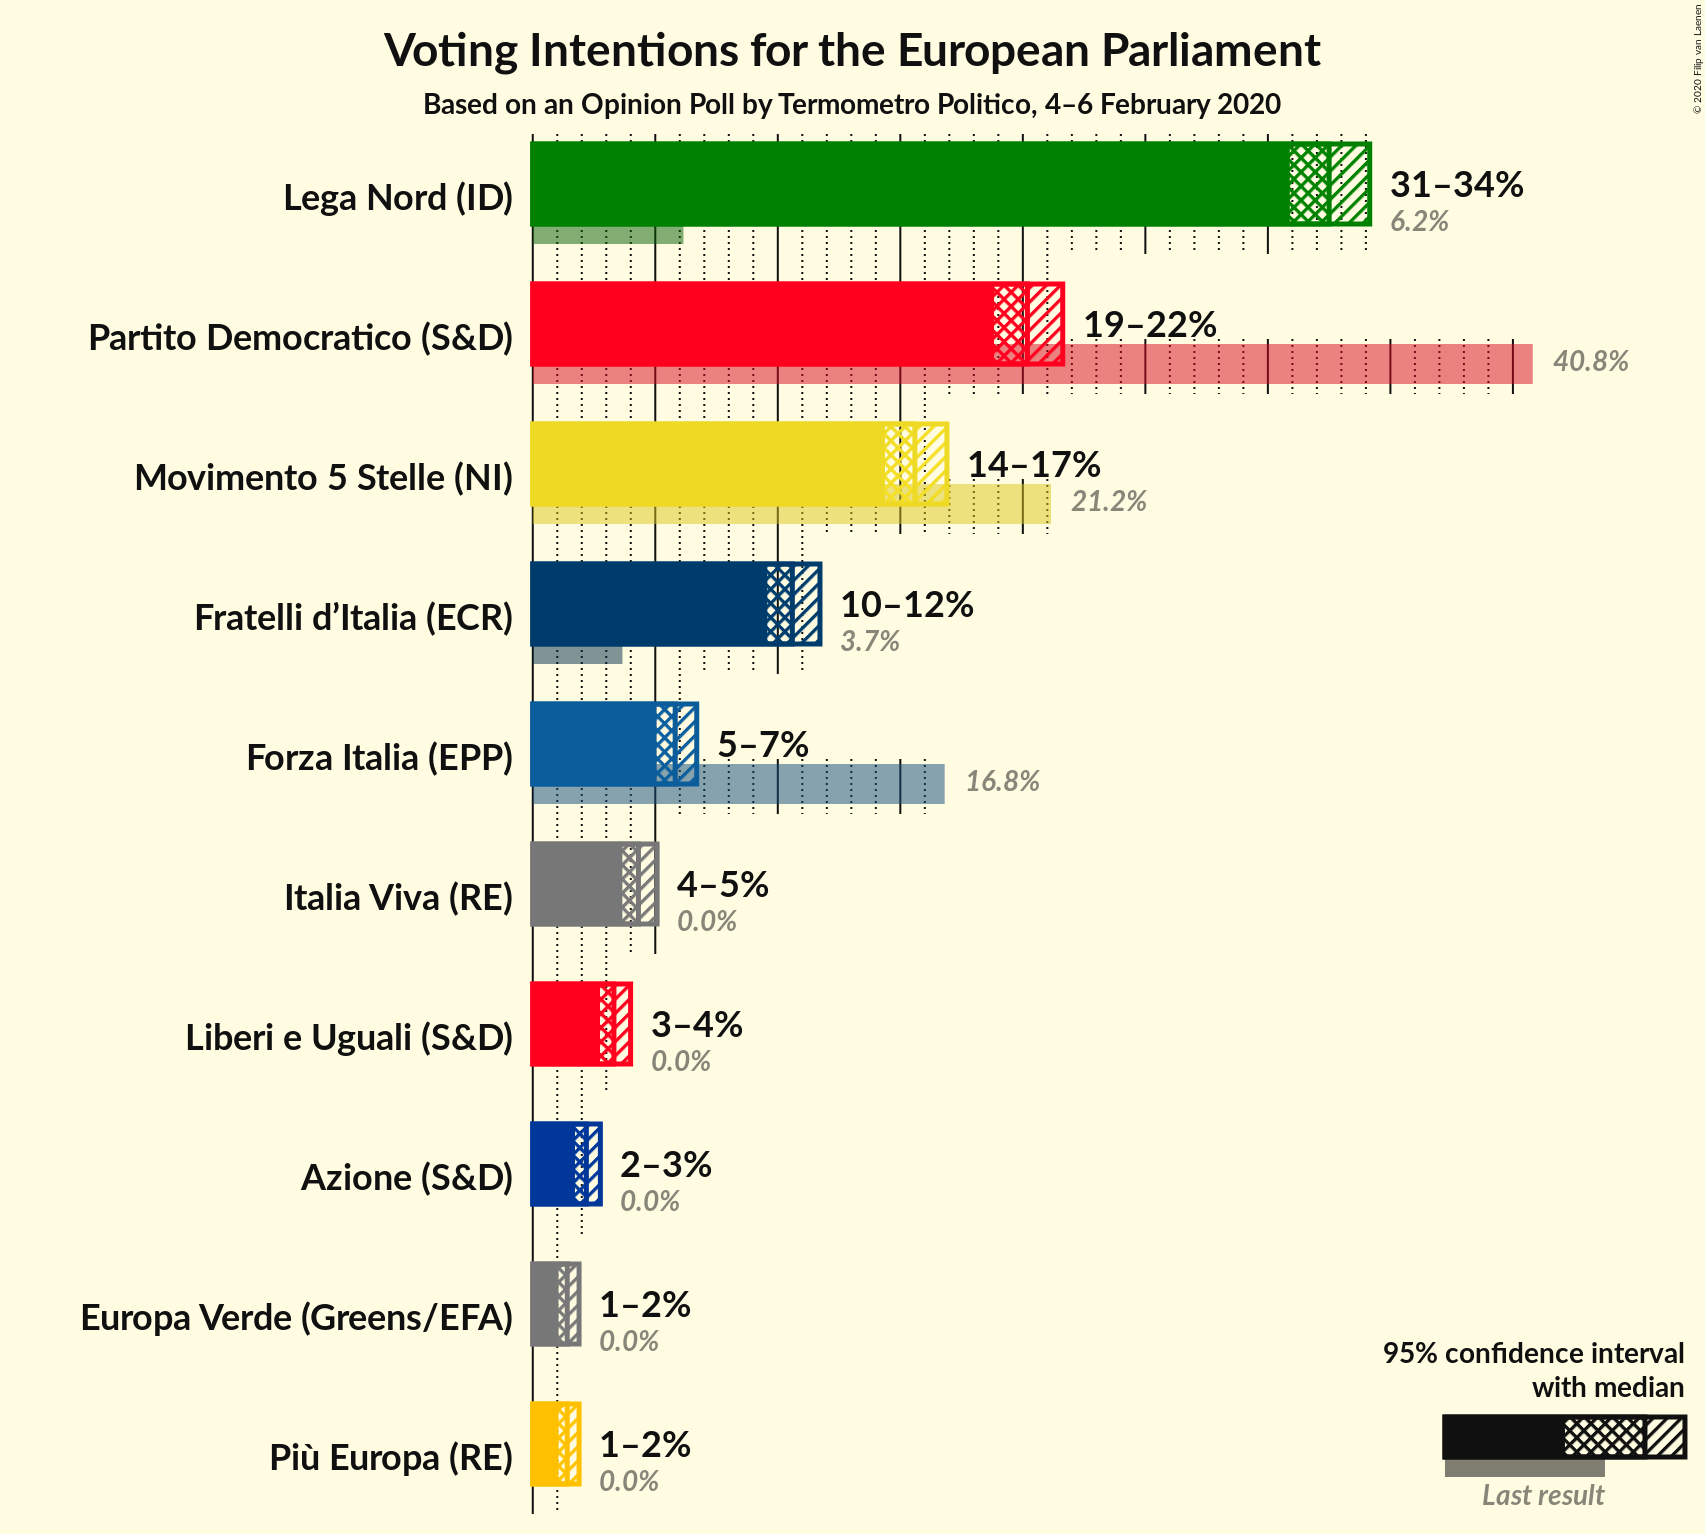 Voting Intentions for the European Parliament
Based on an Opinion Poll by Termometro Politico, 4–6 February 2020
© 2020 Filip van Laenen
Lega Nord (ID)
31–34%
6.2%
Partito Democratico (S&D)
19–22%
40.8%
Movimento 5 Stelle (NI)
14–17%
21.2%
Fratelli d’Italia (ECR)
10–12%
3.7%
Forza Italia (EPP)
5–7%
16.8%
Italia Viva (RE)
4–5%
0.0%
Liberi e Uguali (S&D)
3–4%
0.0%
Azione (S&D)
2–3%
0.0%
Europa Verde (Greens/EFA)
1–2%
0.0%
Più Europa (RE)
1–2%
0.0%
95% confidence interval
with median
Last result